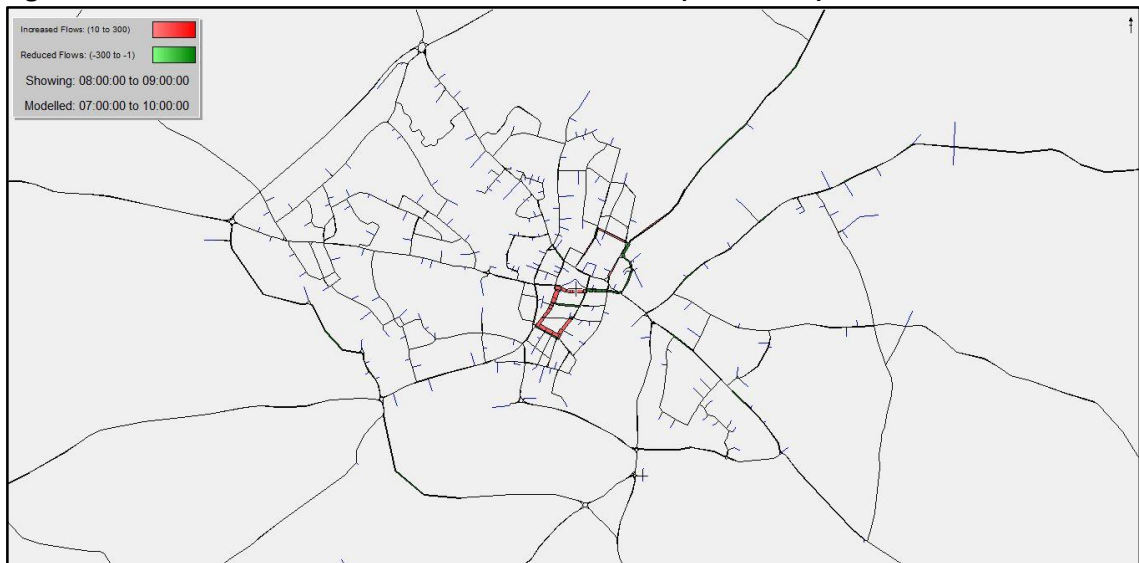 Increased Flows: (10 to 300)
Reduced Flows: (-300 to -1)
Showing: 08:00:00 to 09:00:00
Modelled: 07:00:00 to 10:00:00